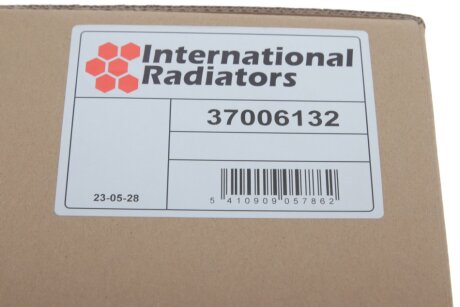 International
Radiators
37006132
23-05-28
5 410909 057862